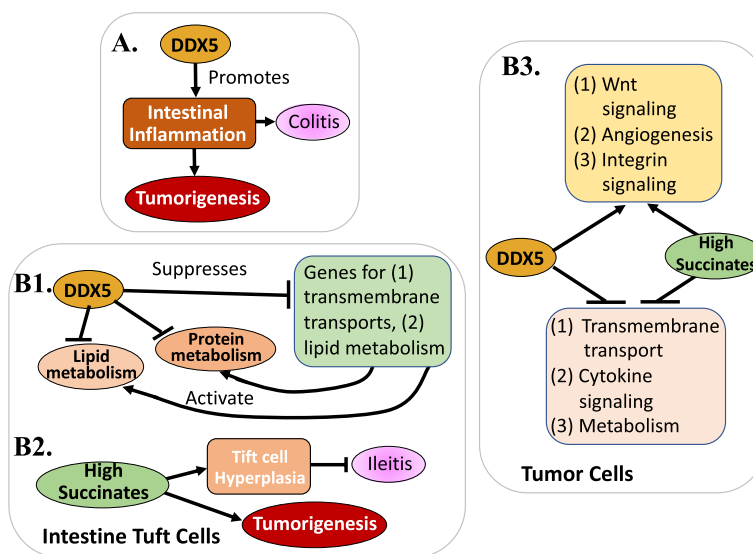 A.
DDX5
Promotes
Intestinal
Inflammation
Colitis
Tumorigenesis
B1.
DDX5
Suppresses
Genes for (1)
transmembrane
transports, (2)
lipid metabolism
Lipid
metabolism
Protein
metabolism
Activate
B2.
High
Succinates
Tift cell
Hyperplasia
Ileitis
Tumorigenesis
Intestine Tuft Cells
B3.
(1) Wnt
signaling
(2) Angiogenesis
(3) Integrin
signaling
DDX5
High
Succinates
(1) Transmembrane
transport
(2) Cytokine
signaling
(3) Metabolism
Tumor Cells